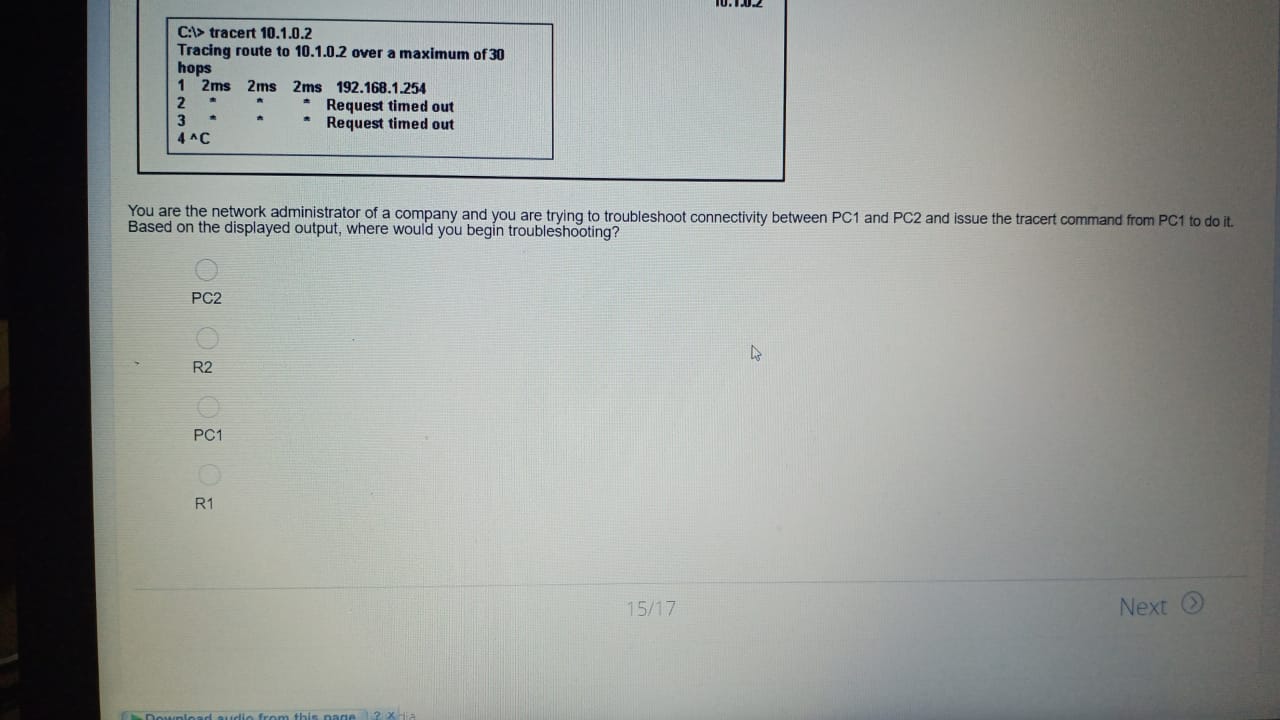 10.1.0.2
C:\> tracert 10.1.0.2
Tracing route to 10.1.0.2 over a maximum of 30
hops
1 2ms 2ms 2ms 192.168.1.254
2 * * * Request timed out
3 * * * Request timed out
4 ^C
You are the network administrator of a company and you are trying to troubleshoot connectivity between PC1 and PC2 and issue the tracert command from PC1 to do it.
Based on the displayed output, where would you begin troubleshooting?
PC2
R2
PC1
R1
15/17
Next
Download audio from this page ? X